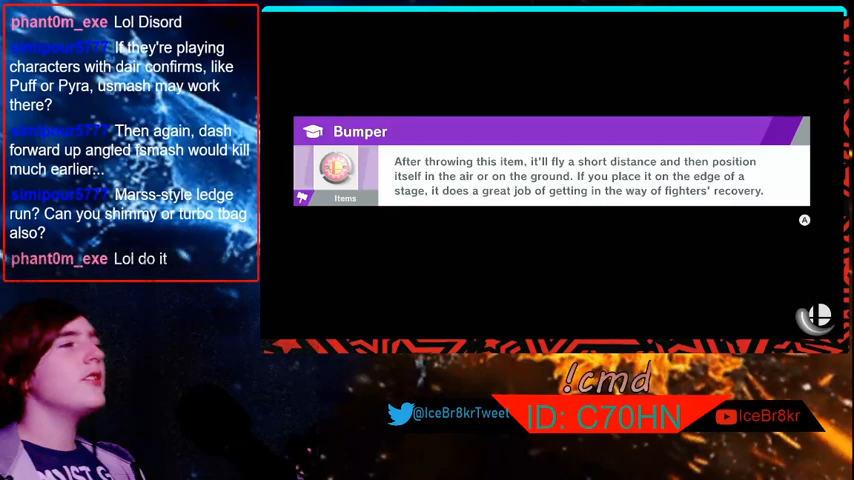 phant0m_exe Lol Disord
simipour5777 If they're playing
characters with dair confirms, like
Puff or Pyra, usmash may work
there?
simipour5777 Then again, dash
forward up angled fsmash would kill
much earlier...
simipour5777 Marss-style ledge
run? Can you shimmy or turbo tbag
also?
phant0m_exe Lol do it
Bumper
After throwing this item, it'll fly a short distance and then position
itself in the air or on the ground. If you place it on the edge of a
stage, it does a great job of getting in the way of fighters' recovery.
Items
A
!cmd
@IceBr8krTweet
ID: C70HN
IceBr8kr
MUST G